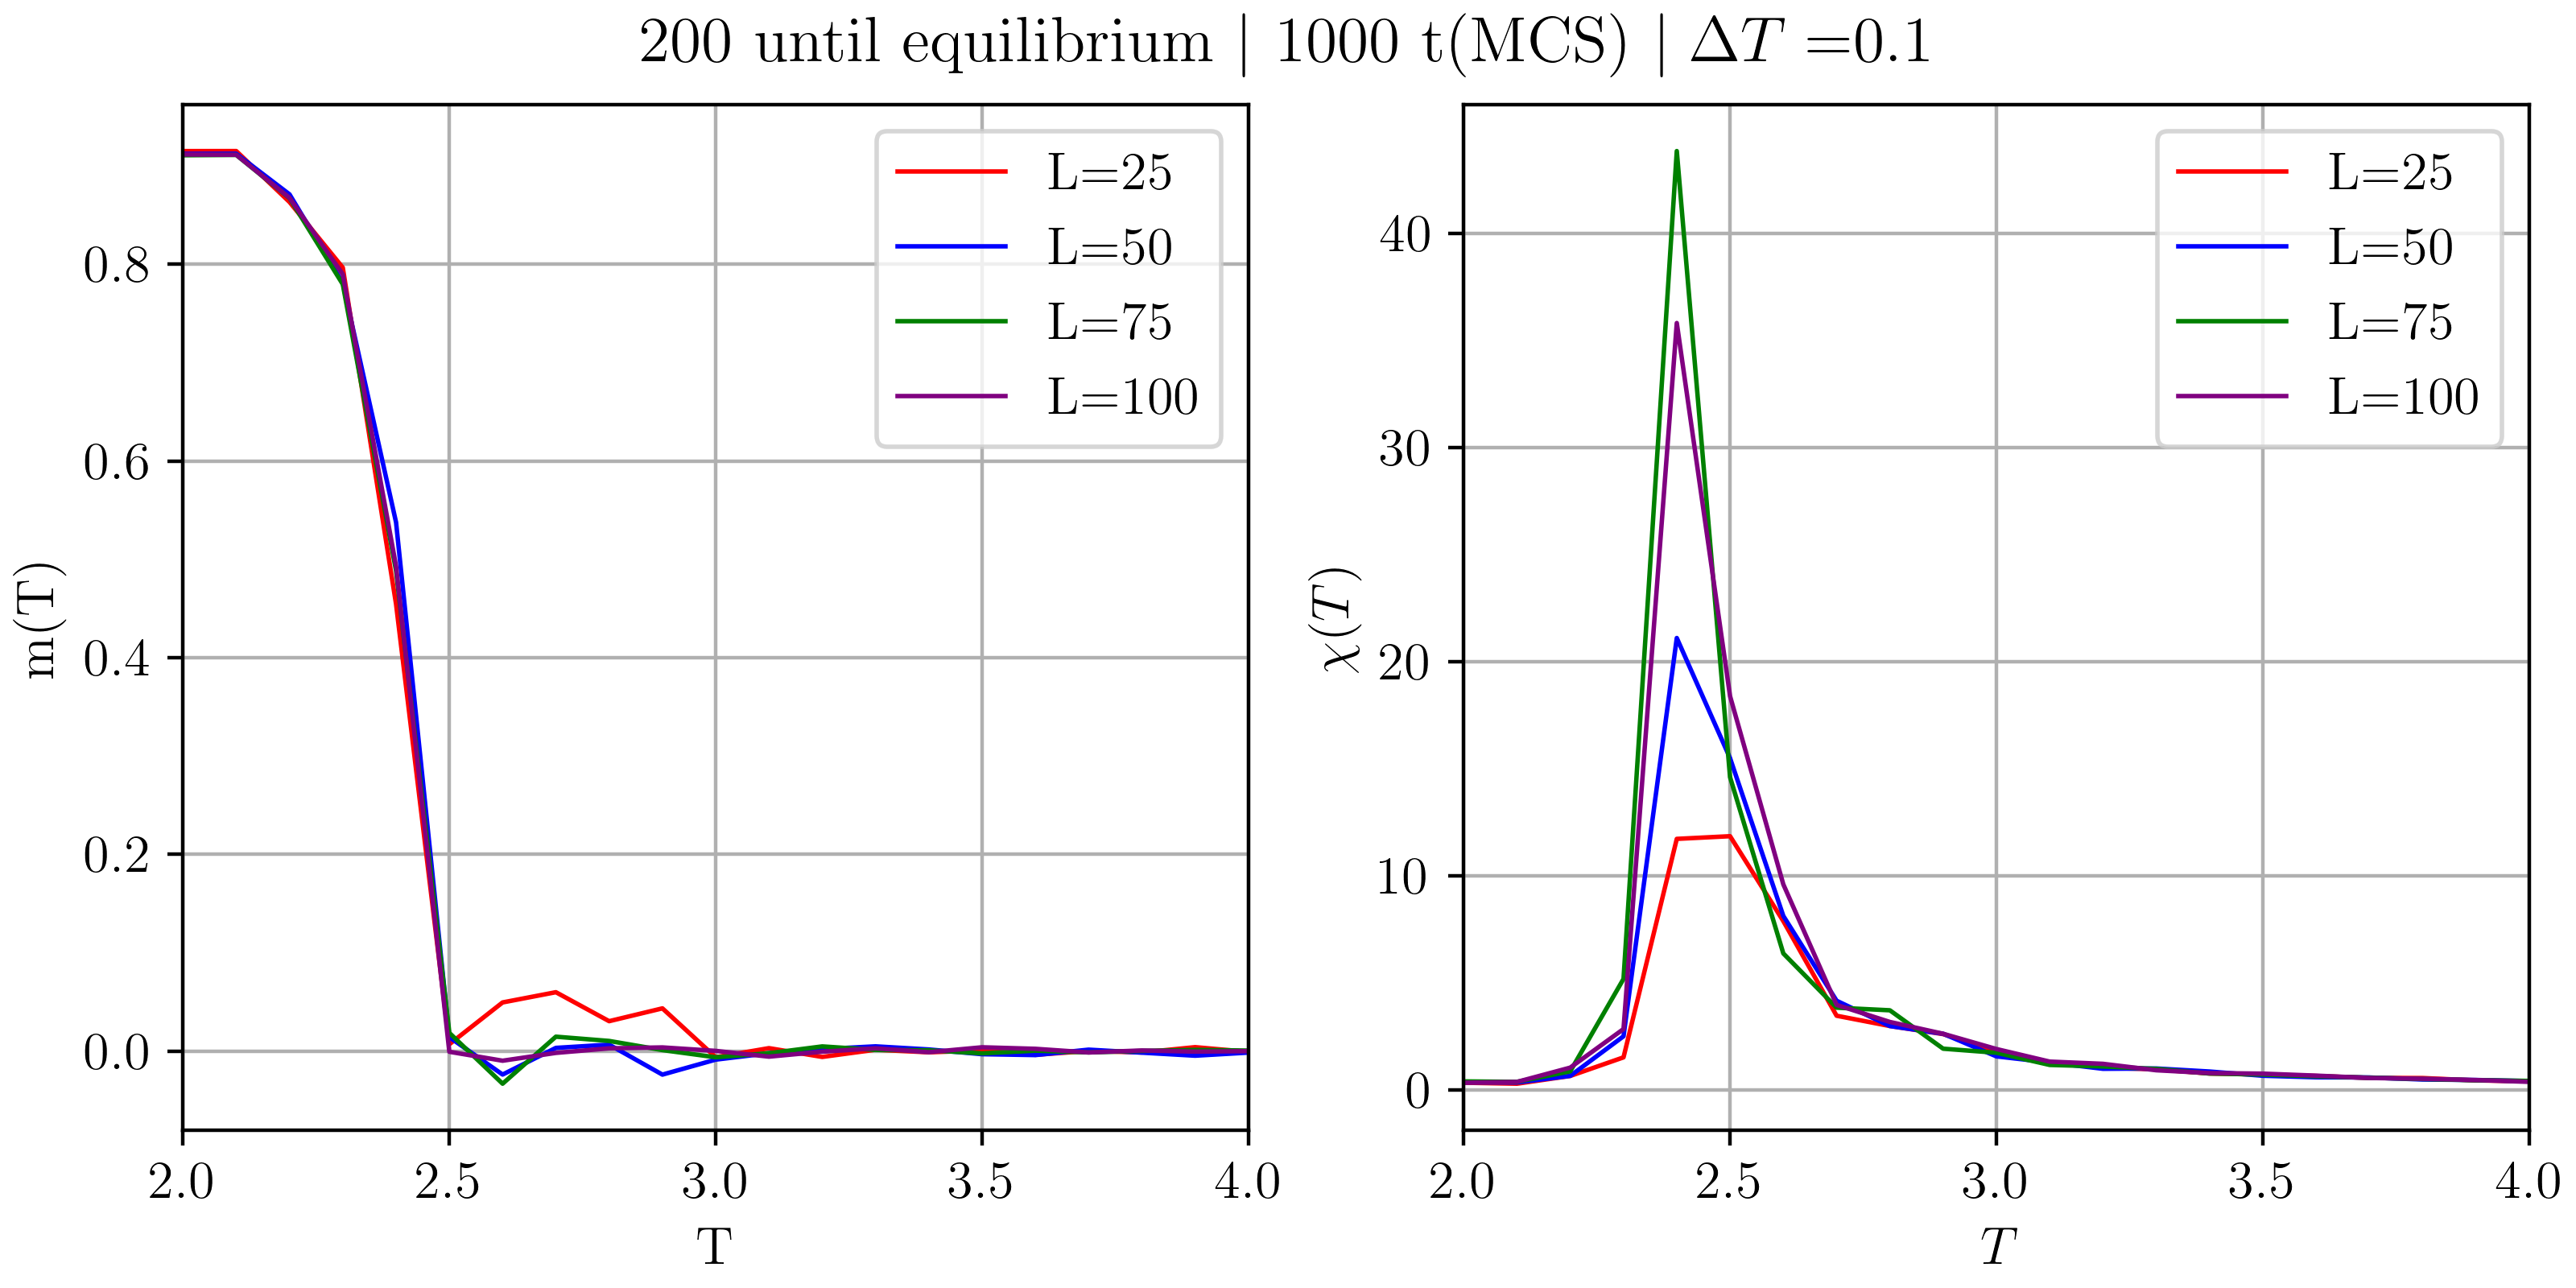 200 until equilibrium | 1000 t(MCS) | ΔT =0.1
m(T)
0.8
0.6
0.4
0.2
0.0
2.0 2.5 3.0 3.5 4.0
T
L=25
L=50
L=75
L=100
χ(T)
40
30
20
10
0
2.0 2.5 3.0 3.5 4.0
T
L=25
L=50
L=75
L=100